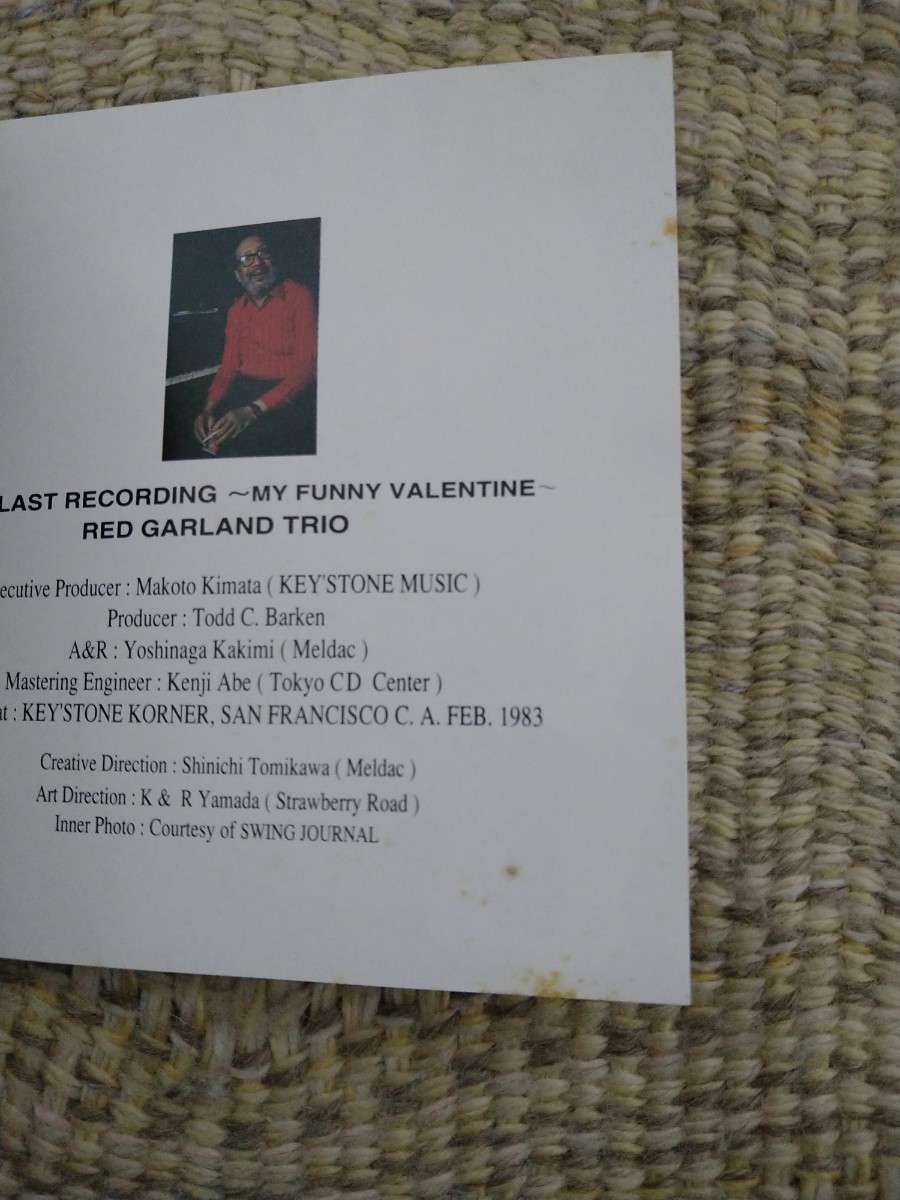 LAST RECORDING ～MY FUNNY VALENTINE～
RED GARLAND TRIO
ecutive Producer : Makoto Kimata ( KEY'STONE MUSIC )
Producer : Todd C. Barken
A&R : Yoshinaga Kakimi ( Meldac )
Mastering Engineer : Kenji Abe ( Tokyo CD Center )
at : KEY'STONE KORNER, SAN FRANCISCO C. A. FEB. 1983
Creative Direction : Shinichi Tomikawa ( Meldac )
Art Direction : K & R Yamada ( Strawberry Road )
Inner Photo : Courtesy of SWING JOURNAL